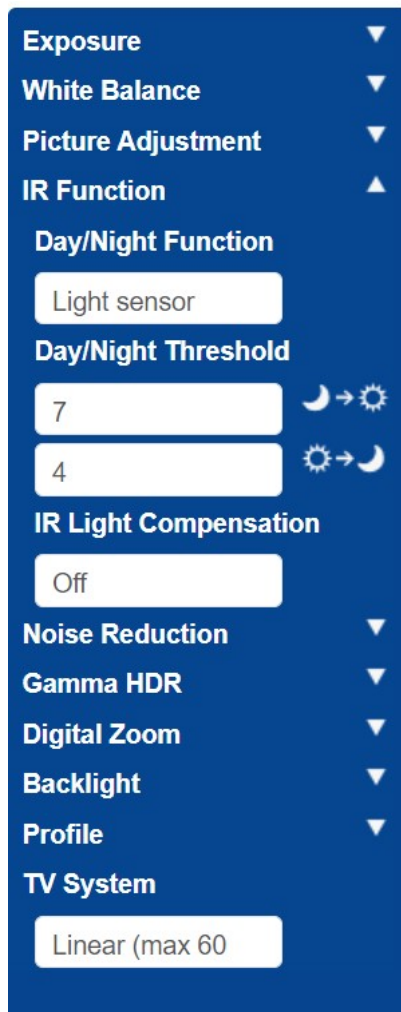 Exposure
White Balance
Picture Adjustment
IR Function
Day/Night Function
Light sensor
Day/Night Threshold
7
4
IR Light Compensation
Off
Noise Reduction
Gamma HDR
Digital Zoom
Backlight
Profile
TV System
Linear (max 60